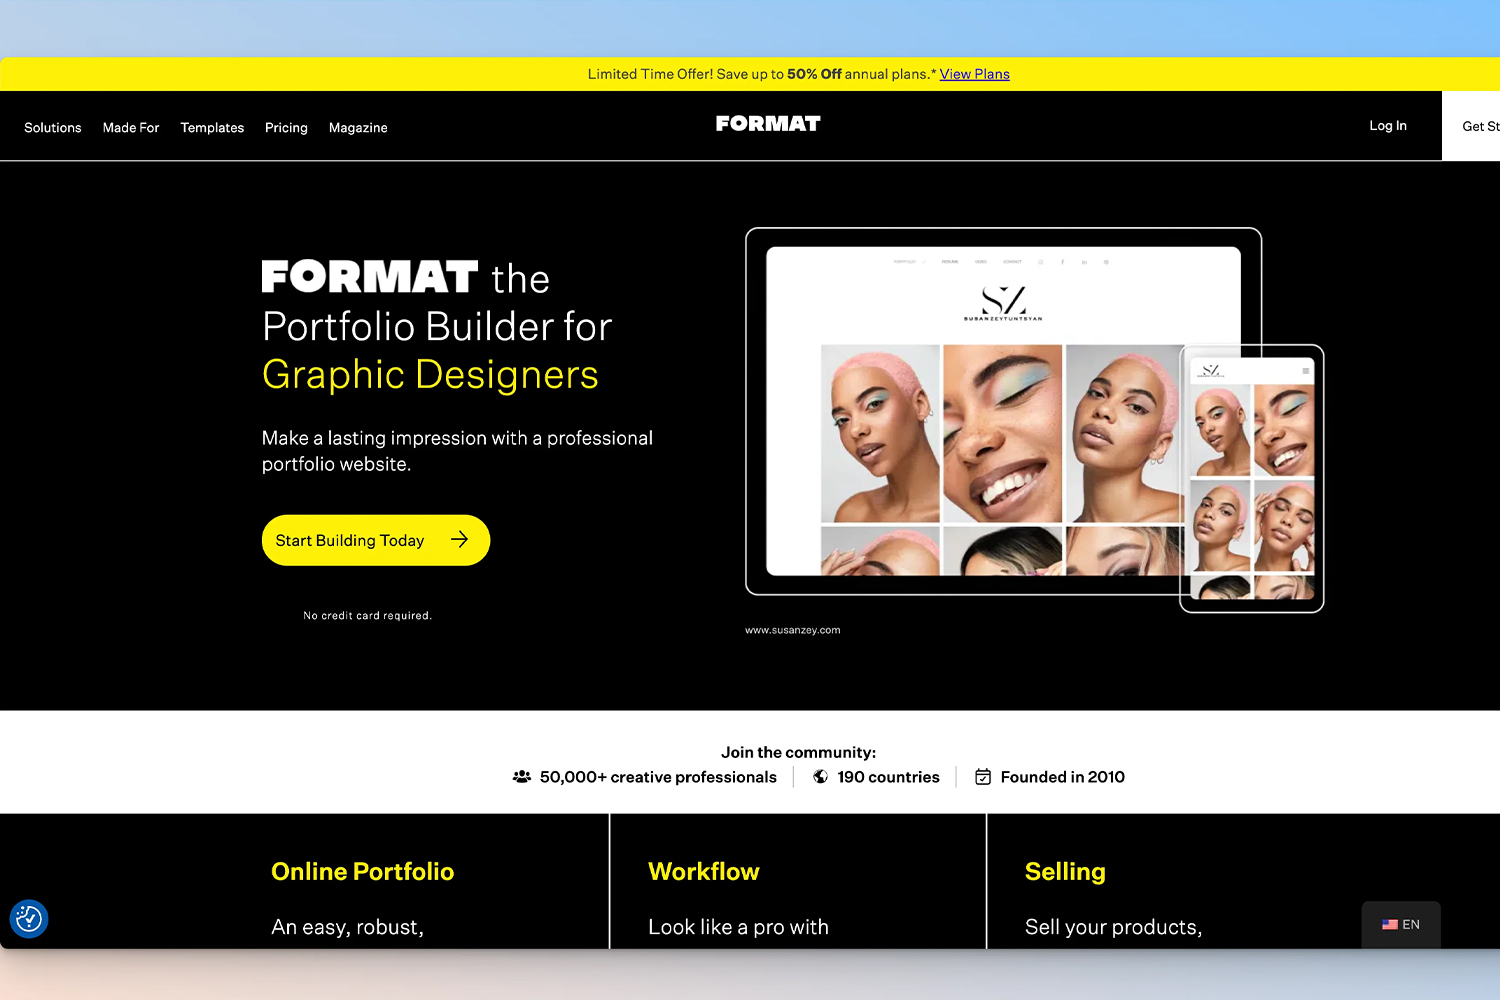 Limited Time Offer! Save up to 50% Off annual plans.* View Plans
Solutions Made For Templates Pricing Magazine
FORMAT
Log In
Get St
FORMAT the
Portfolio Builder for
Graphic Designers
Make a lasting impression with a professional
portfolio website.
Start Building Today
No credit card required.
PORTFOLIO RESUME VIDEO CONTACT
SZ
SUSANZEYTUNTSYAN
SZ
www.susanzey.com
Join the community:
50,000+ creative professionals 190 countries Founded in 2010
Online Portfolio
An easy, robust,
Workflow
Look like a pro with
Selling
Sell your products,
EN